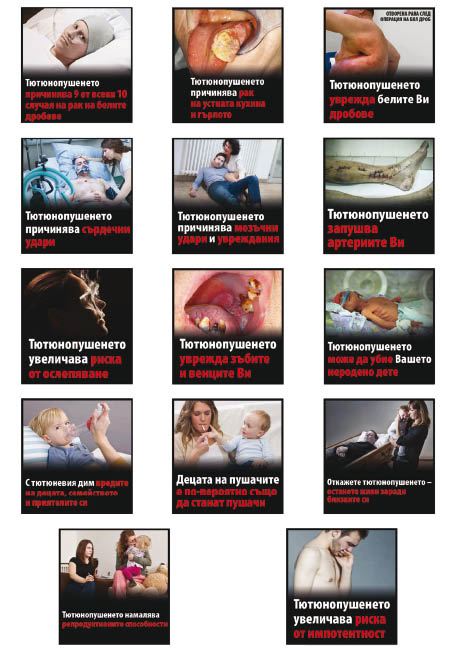 Тютюнопушенето
причинява 9 от всеки 10
случая на рак на белите
дробове
Тютюнопушенето
причинява рак
на устната кухина
и гърлото
ОТВОРЕНА РАНА СЛЕД
ОПЕРАЦИЯ НА БЯЛ ДРОБ
Тютюнопушенето
уврежда белите Ви
дробове
Тютюнопушенето
причинява сърдечни
удари
Тютюнопушенето
причинява мозъчни
удари и увреждания
Тютюнопушенето
запушва
артериите Ви
Тютюнопушенето
увеличава риска
от ослепяване
Тютюнопушенето
уврежда зъбите
и венците Ви
Тютюнопушенето
може да убие Вашето
неродено дете
С тютюневия дим вредите
на децата, семейството
и приятелите си
Децата на пушачите
е по-вероятно също
да станат пушачи
Откажете тютюнопушенето –
останете живи заради
близките си
Тютюнопушенето намалява
репродуктивните способности
Тютюнопушенето
увеличава риска
от импотентност